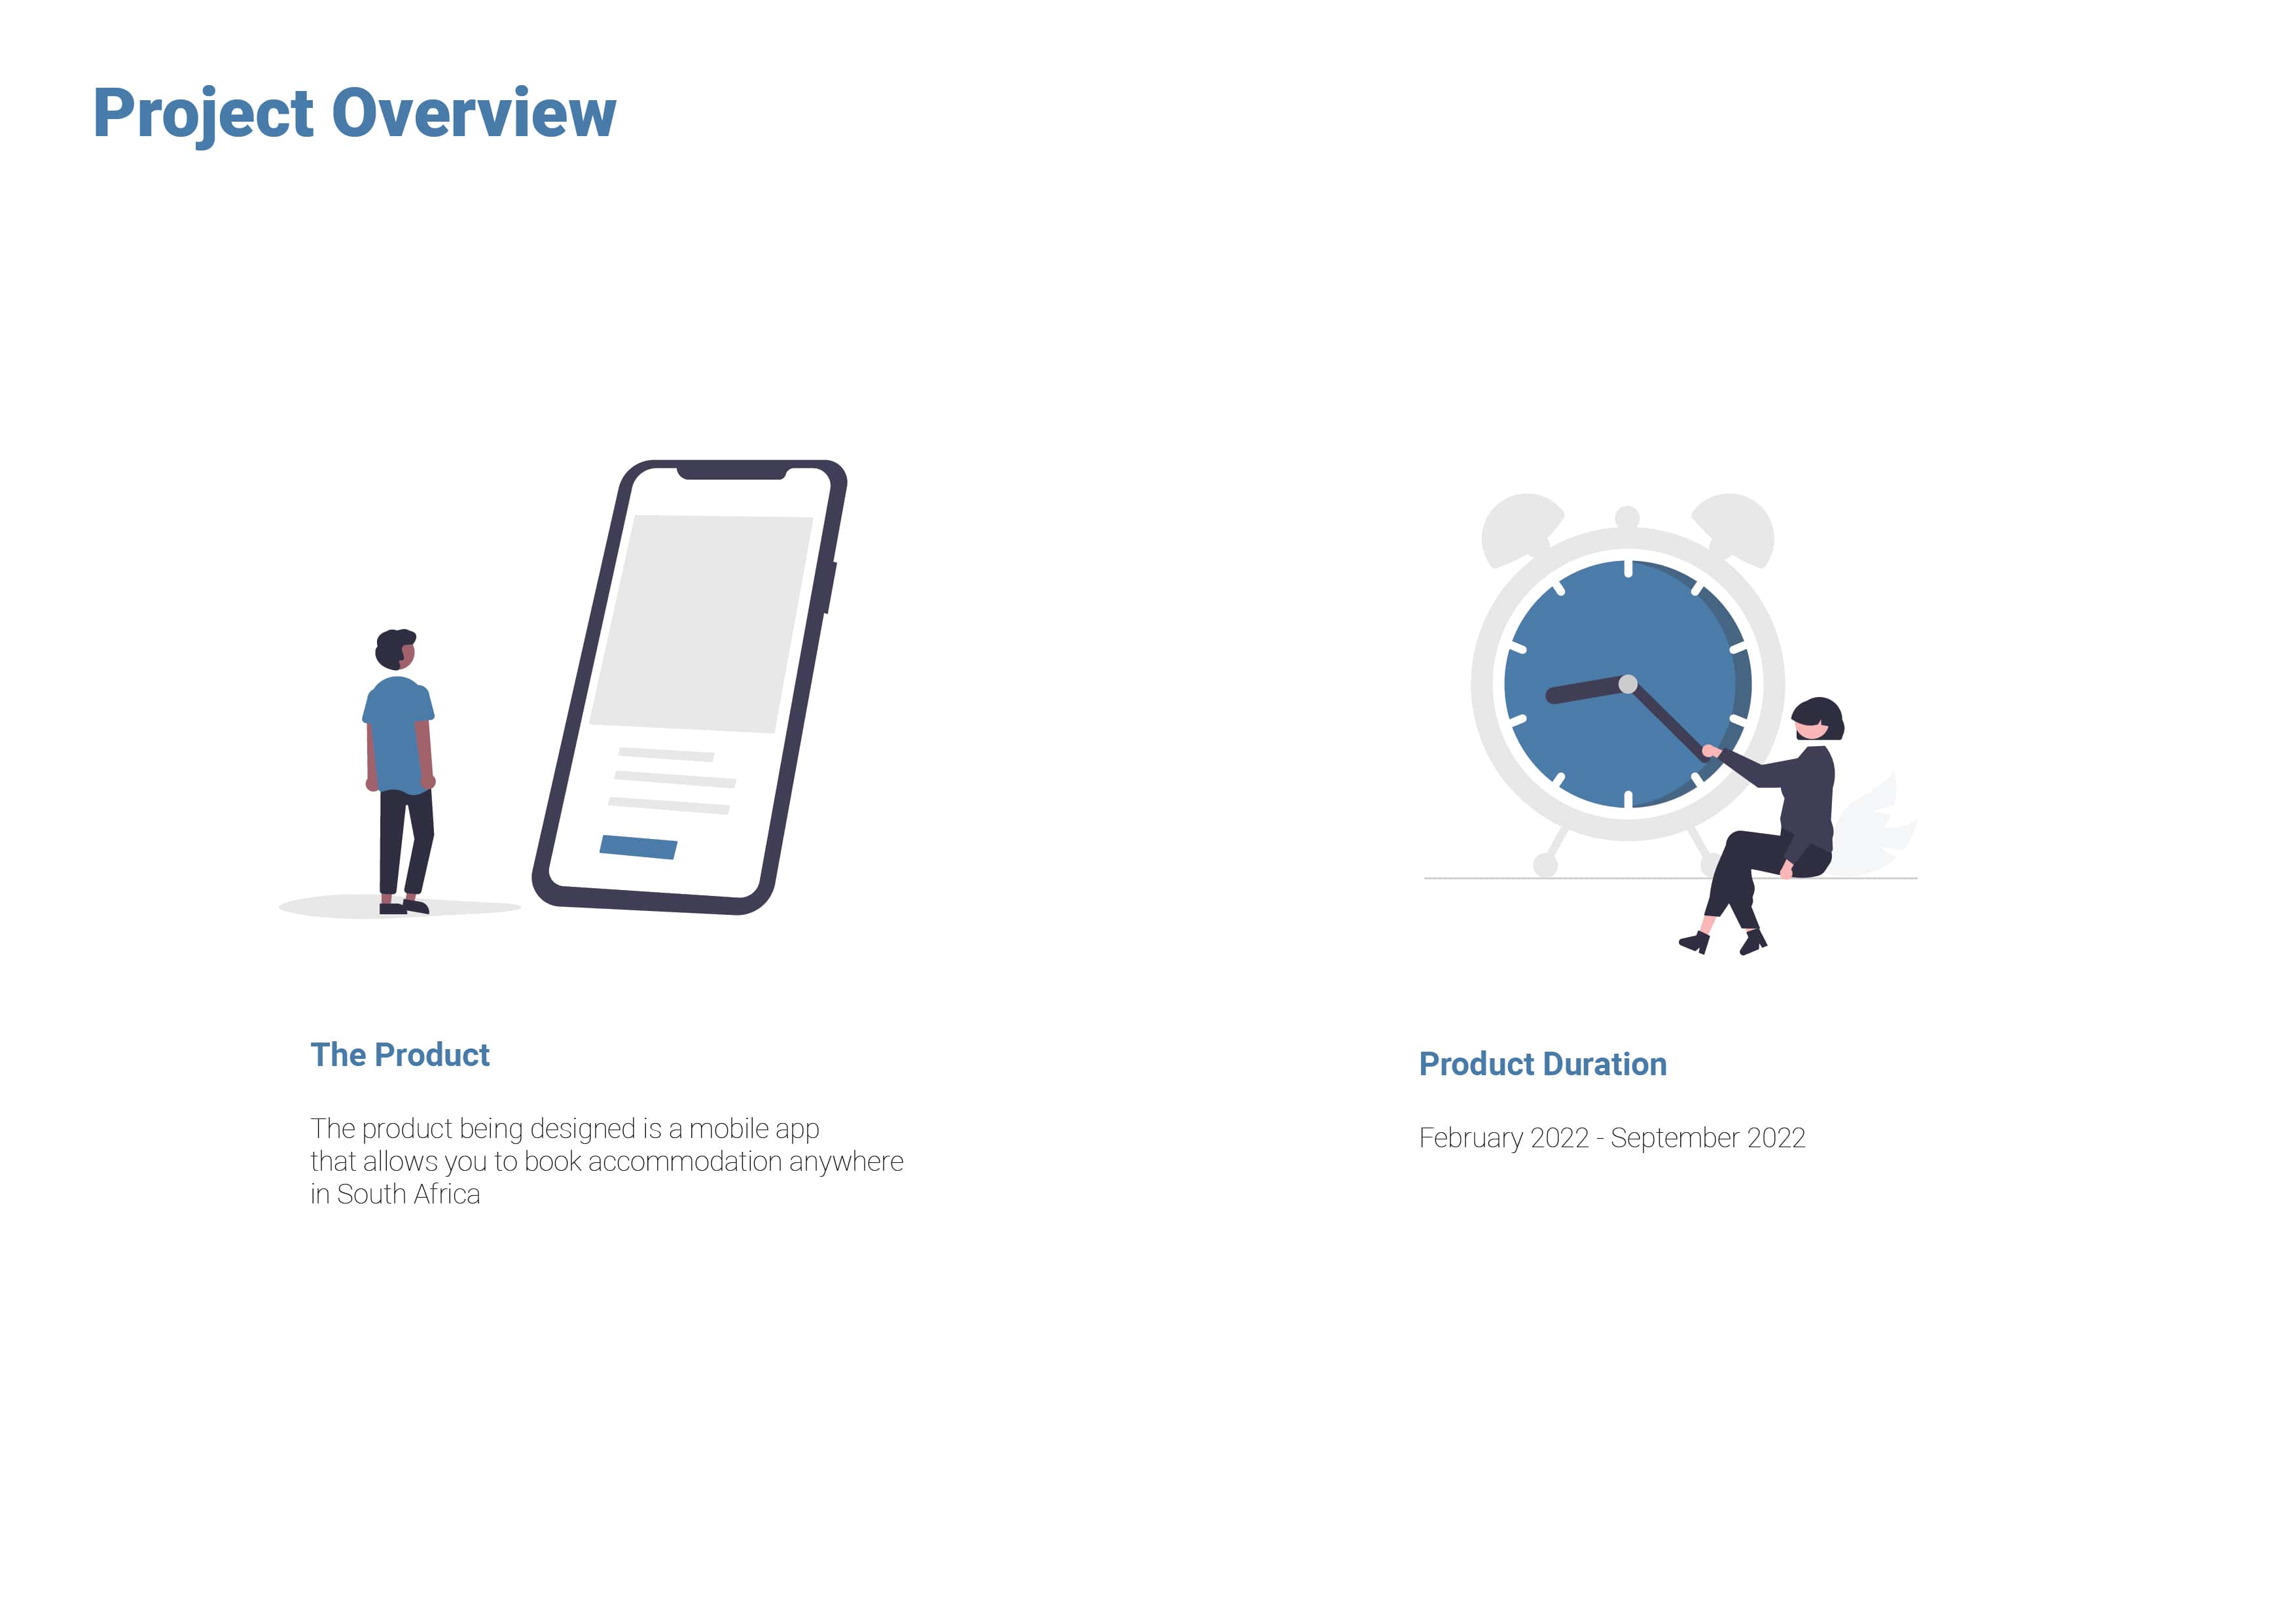 Project Overview
The Product
The product being designed is a mobile app
that allows you to book accommodation anywhere
in South Africa
Product Duration
February 2022 - September 2022